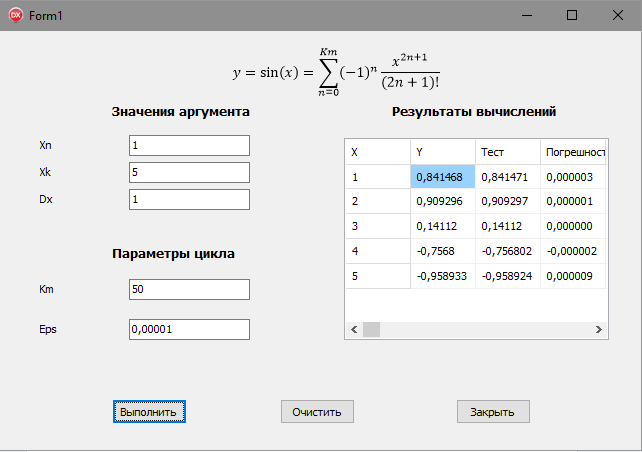 DX Form1
y = sin(x) = ∑_{n=0}^{Km} (-1)^n x^{2n+1}/(2n + 1)!
Значения аргумента
Xn 1
Xk 5
Dx 1
Параметры цикла
Km 50
Eps 0,00001
Результаты вычислений
X Y Тест Погрешност
1 0,841468 0,841471 0,000003
2 0,909296 0,909297 0,000001
3 0,14112 0,14112 0,000000
4 -0,7568 -0,756802 -0,000002
5 -0,958933 -0,958924 0,000009
Выполнить Очистить Закрыть